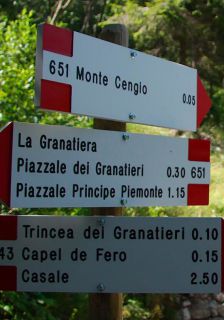 651 Monte Cengio 0.05
La Granatiera
Piazzale dei Granatieri 0.30 651
Piazzale Principe Piemonte 1.15
Trincea dei Granatieri 0.10
43 Capel de Fero 0.15
Casale 2.50